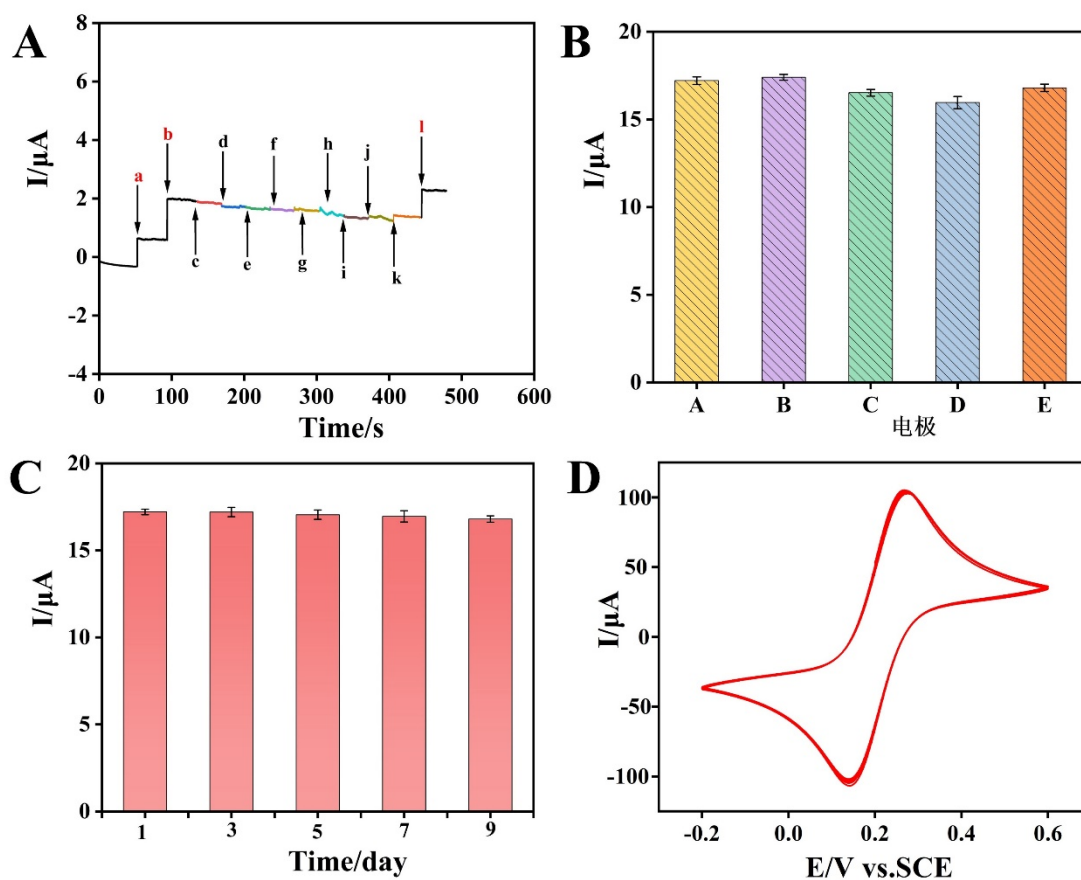 A
I/μA
8
6
4
2
0
-2
-4
a
b
d
f
h
j
l
c
e
g
i
k
0 100 200 300 400 500 600
Time/s
B
I/μA
20
15
10
5
0
A B C D E
电极
C
I/μA
20
15
10
5
0
1 3 5 7 9
Time/day
D
I/μA
100
50
0
-50
-100
-0.2 0.0 0.2 0.4 0.6
E/V vs.SCE